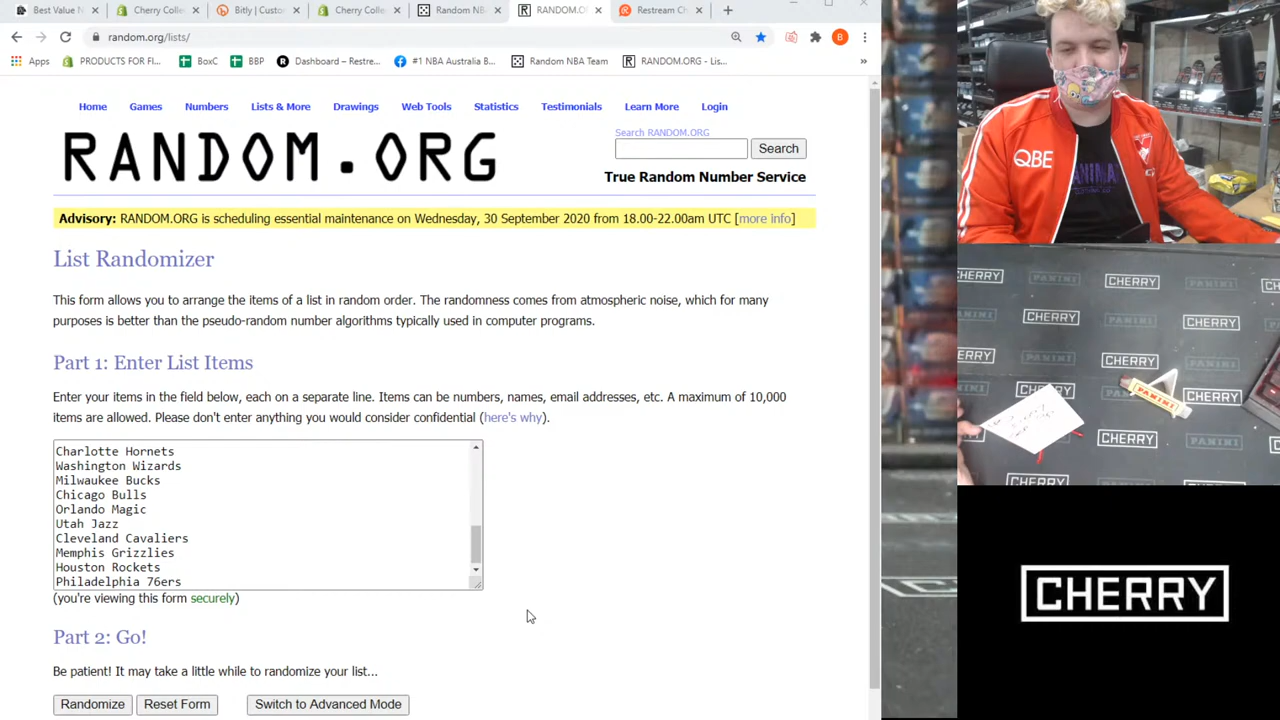 Best Value N
Cherry Colle
Bitly | Custo
Cherry Colle
Random NB
RANDOM.O
Restream Ch
random.org/lists/
Apps
PRODUCTS FOR FI...
BoxC
BBP
Dashboard – Restre...
#1 NBA Australia B...
Random NBA Team
RANDOM.ORG - Lis...
Home
Games
Numbers
Lists & More
Drawings
Web Tools
Statistics
Testimonials
Learn More
Login
RANDOM.ORG
Search RANDOM.ORG
Search
True Random Number Service
Advisory: RANDOM.ORG is scheduling essential maintenance on Wednesday, 30 September 2020 from 18.00-22.00am UTC [more info]
List Randomizer
This form allows you to arrange the items of a list in random order. The randomness comes from atmospheric noise, which for many
purposes is better than the pseudo-random number algorithms typically used in computer programs.
Part 1: Enter List Items
Enter your items in the field below, each on a separate line. Items can be numbers, names, email addresses, etc. A maximum of 10,000
items are allowed. Please don't enter anything you would consider confidential (here's why).
Charlotte Hornets
Washington Wizards
Milwaukee Bucks
Chicago Bulls
Orlando Magic
Utah Jazz
Cleveland Cavaliers
Memphis Grizzlies
Houston Rockets
Philadelphia 76ers
(you're viewing this form securely)
Part 2: Go!
Be patient! It may take a little while to randomize your list...
Randomize
Reset Form
Switch to Advanced Mode
QBE
CHERRY
PANINI
CHERRY
CHERRY
CHERRY
PANINI
CHERRY
PANINI
CHERRY
PANINI
CHERRY
CHERRY